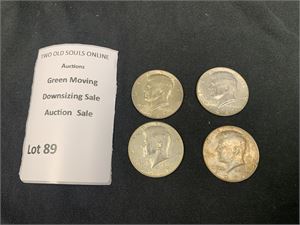 TWO OLD SOULS ONLINE
Auctions
Green Moving
Downsizing Sale
Auction Sale
Lot 89